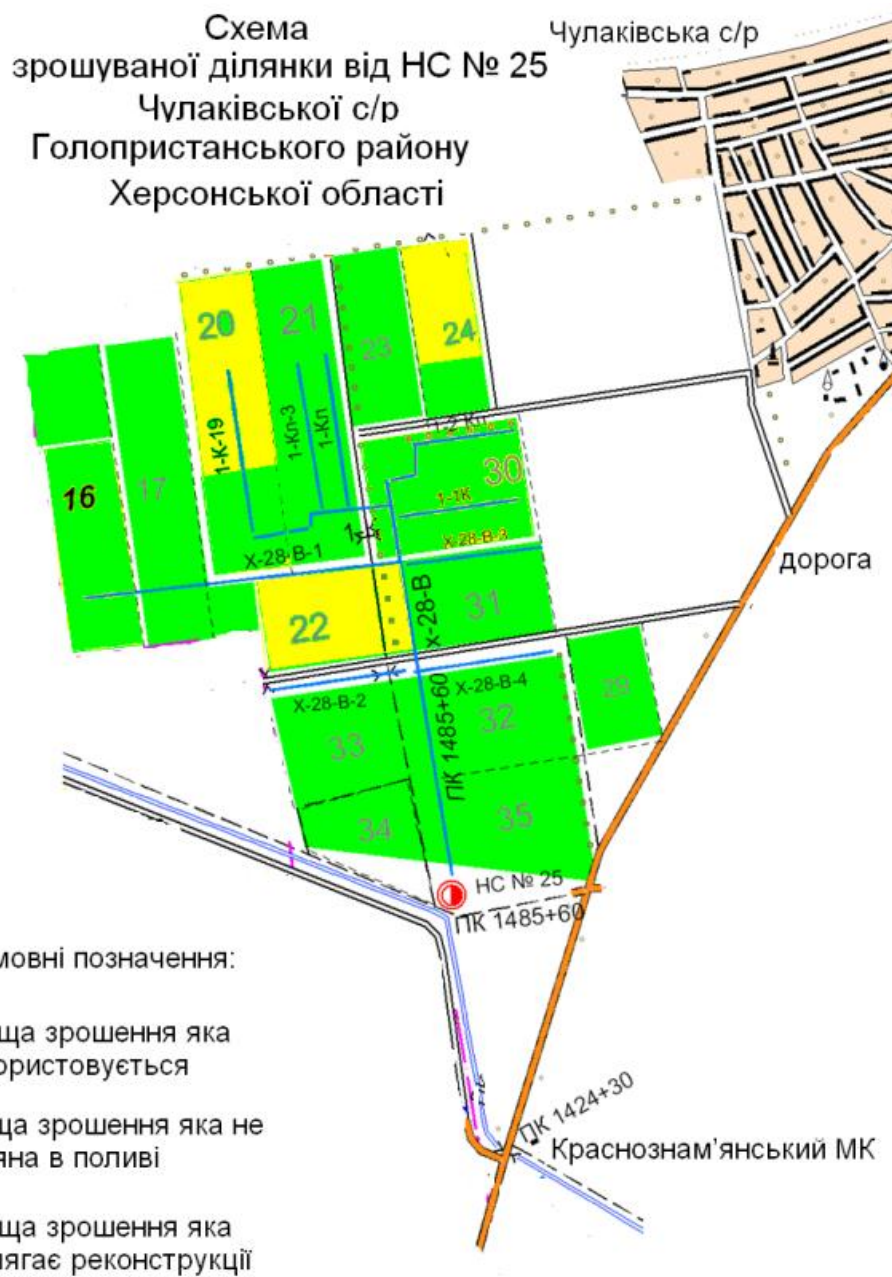 Схема
зрошуваної ділянки від НС № 25
Чулаківської с/р
Голопристанського району
Херсонської області
Чулаківська с/р
20
21
23
24
16
17
1-К-19
1-Кл-3
1-Кл
1-2 К
30
1-1К
Х-28-В-1
Х-28-В-3
22
Х-28-В
31
Х-28-В-2
Х-28-В-4
ПК 1485+60
33
32
29
34
35
дорога
НС № 25
ПК 1485+60
мовні позначення:
ща зрошення яка
ористовується
ща зрошення яка не
яна в поливі
ща зрошення яка
лягає реконструкції
ПК 1424+30
Краснознам'янський МК